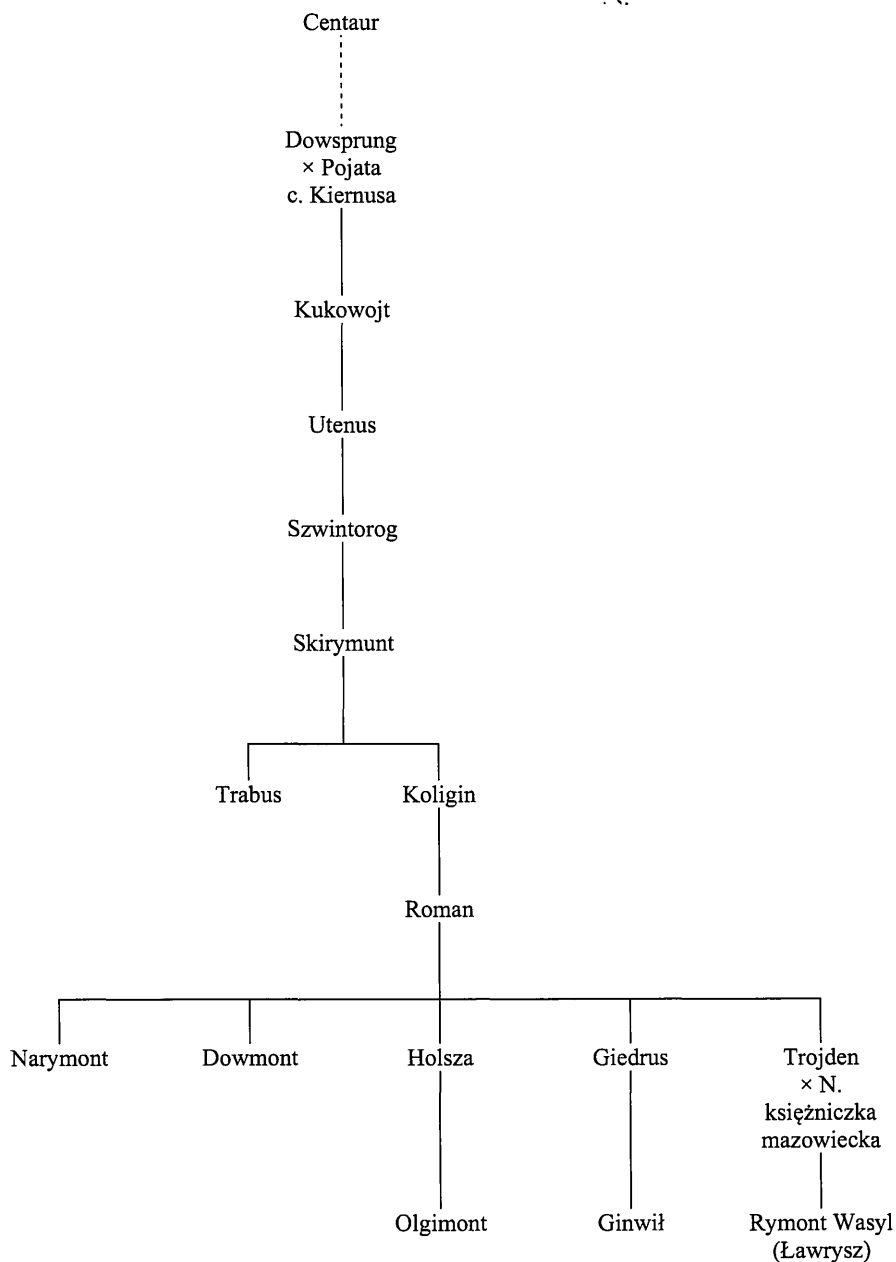 Centaur
Dowsprung
× Pojata
c. Kiernusa
Kukowojt
Utenus
Szwintorog
Skirymunt
Trabus
Koligin
Roman
Narymont
Dowmont
Holsza
Giedrus
Trojden
× N.
księżniczka
mazowiecka
Olgimont
Ginwił
Rymont Wasyl
(Ławrysz)